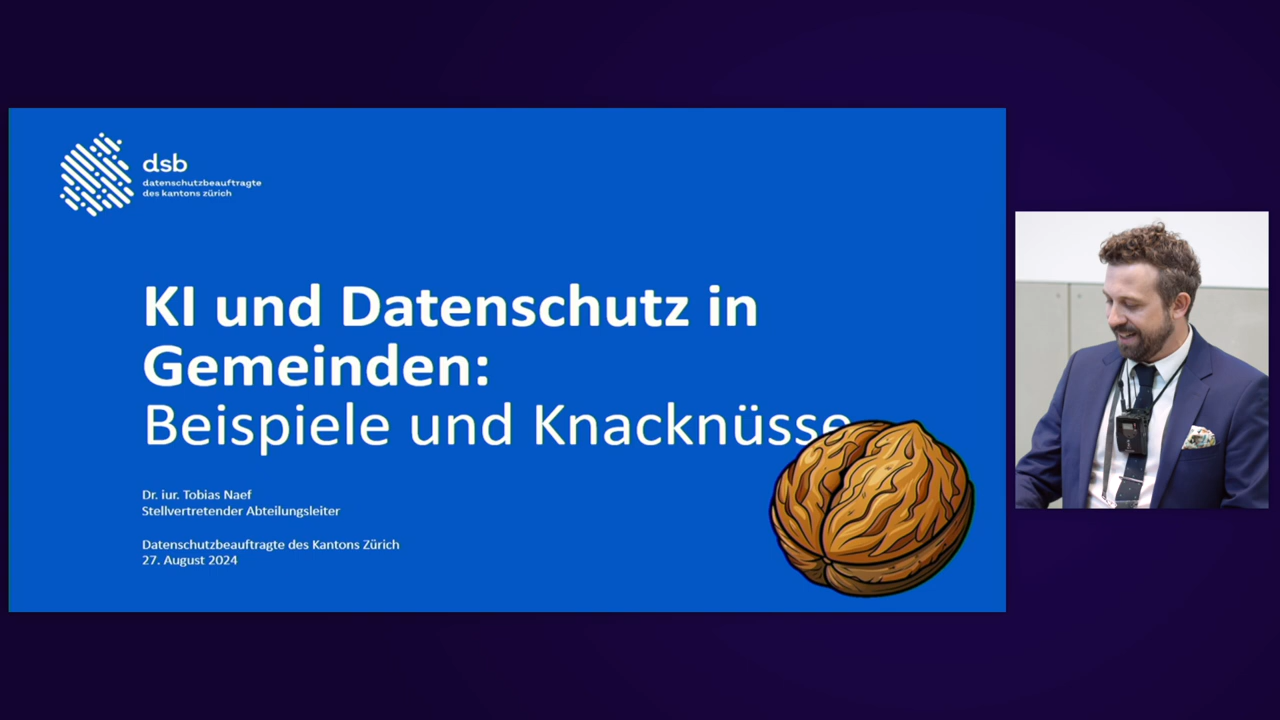 dsb
datenschutzbeauftragte
des kantons zürich
KI und Datenschutz in
Gemeinden:
Beispiele und Knacknüsse
Dr. iur. Tobias Naef
Stellvertretender Abteilungsleiter
Datenschutzbeauftragte des Kantons Zürich
27. August 2024